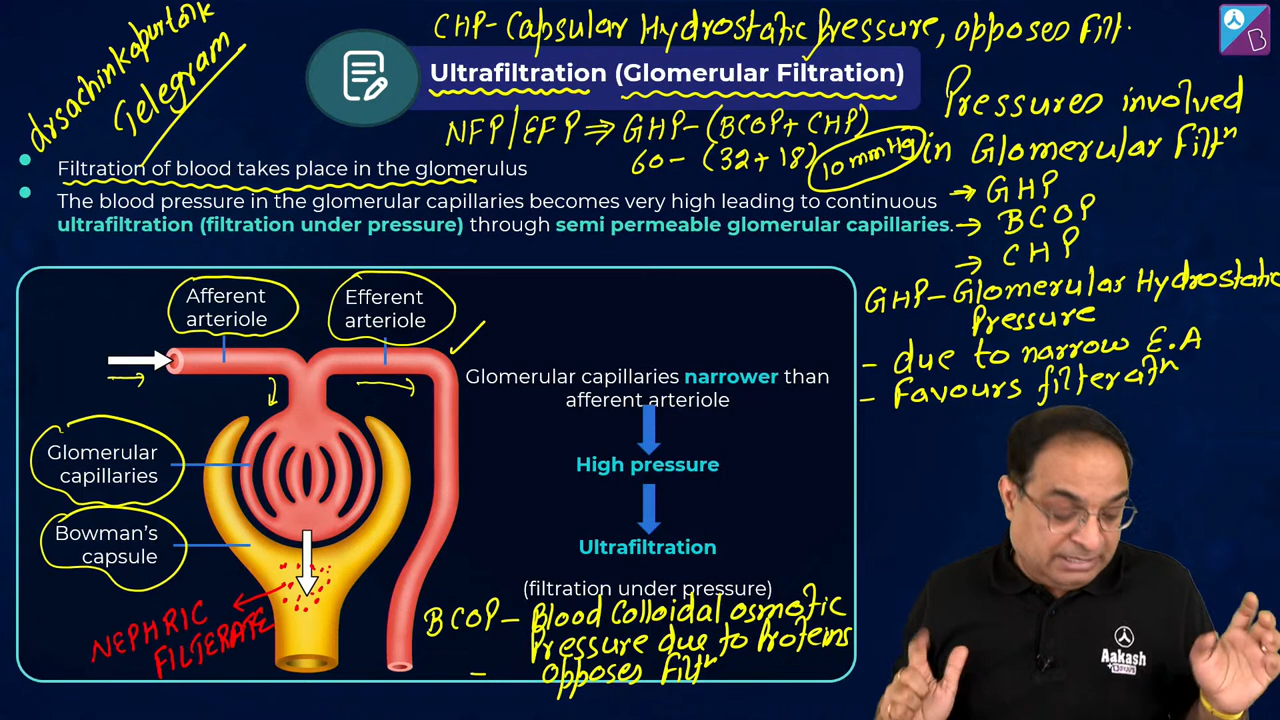 CHP - Capsular Hydrostatic Pressure, opposes Filt.
drsachinkapurtalk
Telegram
Ultrafiltration (Glomerular Filtration)
NFP/EFP ⇒ GHP - (BCOP + CHP)
60 - (32 + 18) 10 mmHg
Pressures involved
in Glomerular Filtⁿ
→ GHP
→ BCOP
→ CHP
• Filtration of blood takes place in the glomerulus
• The blood pressure in the glomerular capillaries becomes very high leading to continuous
ultrafiltration (filtration under pressure) through semi permeable glomerular capillaries.
GHP - Glomerular Hydrostatic
Pressure
- due to narrow E.A
- Favours filterathⁿ
Afferent
arteriole
Efferent
arteriole
Glomerular capillaries narrower than
afferent arteriole
High pressure
Ultrafiltration
(filtration under pressure)
Glomerular
capillaries
Bowman's
capsule
NEPHRIC
FILTERATE
BCOP - Blood Colloidal osmotic
Pressure due to Proteins
- opposes Filtⁿ
Aakash
BYJU'S
B